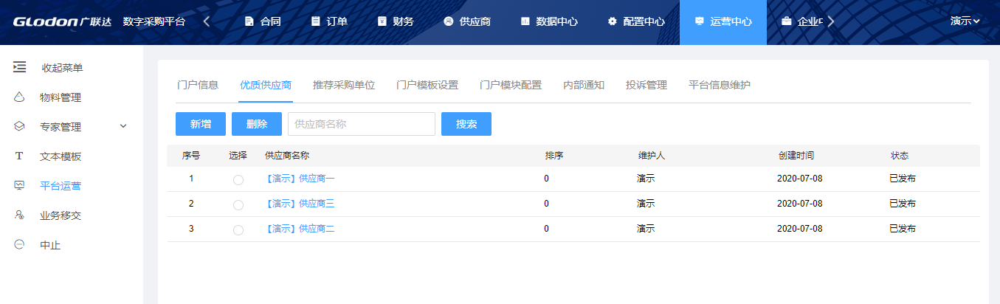 GLODON广联达 数字采购平台 合同 订单 财务 供应商 数据中心 配置中心 运营中心 企业 演示
收起菜单
物料管理
专家管理
文本模板
平台运营
业务移交
中止
门户信息 优质供应商 推荐采购单位 门户模板设置 门户模块配置 内部通知 投诉管理 平台信息维护
新增 删除 供应商名称 搜索
序号 选择 供应商名称 排序 维护人 创建时间 状态
1 【演示】供应商一 0 演示 2020-07-08 已发布
2 【演示】供应商三 0 演示 2020-07-08 已发布
3 【演示】供应商二 0 演示 2020-07-08 已发布